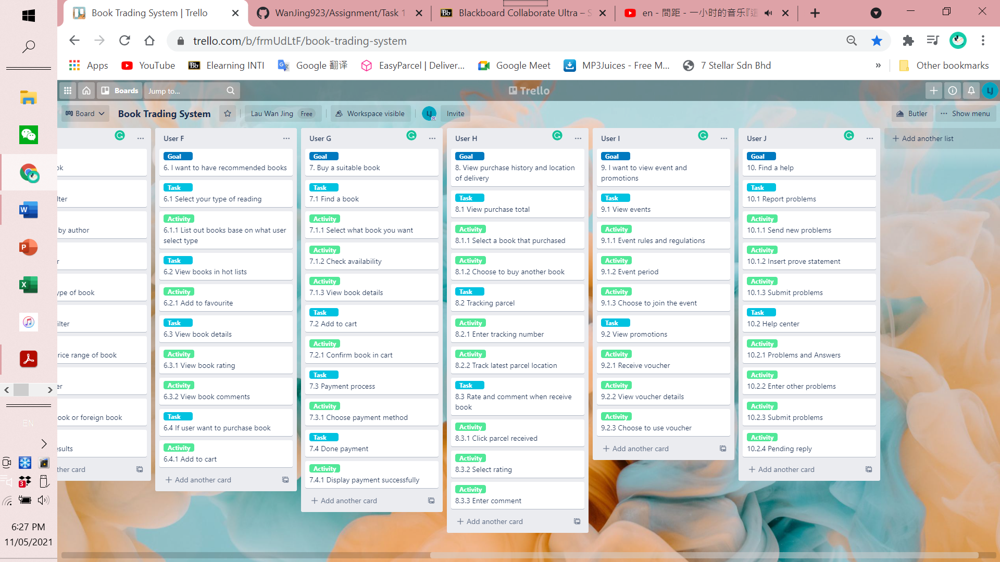 Book Trading System | Trello
WanJing923/Assignment/Task 1
Blackboard Collaborate Ultra – S
en - 間距 - 一小时的音乐『這
trello.com/b/frmUdLtF/book-trading-system
Apps
YouTube
Elearning INTI
Google 翻译
EasyParcel | Deliver...
Google Meet
MP3Juices - Free M...
7 Stellar Sdn Bhd
»
Other bookmarks
Boards
Jump to...
Trello
LJ
Board
Book Trading System
Lau Wan Jing Free
Workspace visible
LJ
Invite
Butler
Show menu
ok
lter
by author
r
ype of book
ilter
rice range of book
er
ook or foreign book
esults
ther card
User F
Goal
6. I want to have recommended books
Task
6.1 Select your type of reading
Activity
6.1.1 List out books base on what user
select type
Task
6.2 View books in hot lists
Activity
6.2.1 Add to favourite
Task
6.3 View book details
Activity
6.3.1 View book rating
Activity
6.3.2 View book comments
Task
6.4 If user want to purchase book
Activity
6.4.1 Add to cart
+ Add another card
User G
Goal
7. Buy a suitable book
Task
7.1 Find a book
Activity
7.1.1 Select what book you want
Activity
7.1.2 Check availability
Activity
7.1.3 View book details
Task
7.2 Add to cart
Activity
7.2.1 Confirm book in cart
Task
7.3 Payment process
Activity
7.3.1 Choose payment method
Task
7.4 Done payment
Activity
7.4.1 Display payment successfully
+ Add another card
User H
Goal
8. View purchase history and location
of delivery
Task
8.1 View purchase total
Activity
8.1.1 Select a book that purchased
Activity
8.1.2 Choose to buy another book
Task
8.2 Tracking parcel
Activity
8.2.1 Enter tracking number
Activity
8.2.2 Track latest parcel location
Task
8.3 Rate and comment when receive
book
Activity
8.3.1 Click parcel received
Activity
8.3.2 Select rating
Activity
8.3.3 Enter comment
+ Add another card
User I
Goal
9. I want to view event and
promotions
Task
9.1 View events
Activity
9.1.1 Event rules and regulations
Activity
9.1.2 Event period
Activity
9.1.3 Choose to join the event
Task
9.2 View promotions
Activity
9.2.1 Receive voucher
Activity
9.2.2 View voucher details
Activity
9.2.3 Choose to use voucher
+ Add another card
User J
Goal
10. Find a help
Task
10.1 Report problems
Activity
10.1.1 Send new problems
Activity
10.1.2 Insert prove statement
Activity
10.1.3 Submit problems
Task
10.2 Help center
Activity
10.2.1 Problems and Answers
Activity
10.2.2 Enter other problems
Activity
10.2.3 Submit problems
Activity
10.2.4 Pending reply
+ Add another card
+ Add another list
EN
3
6:27 PM
11/05/2021